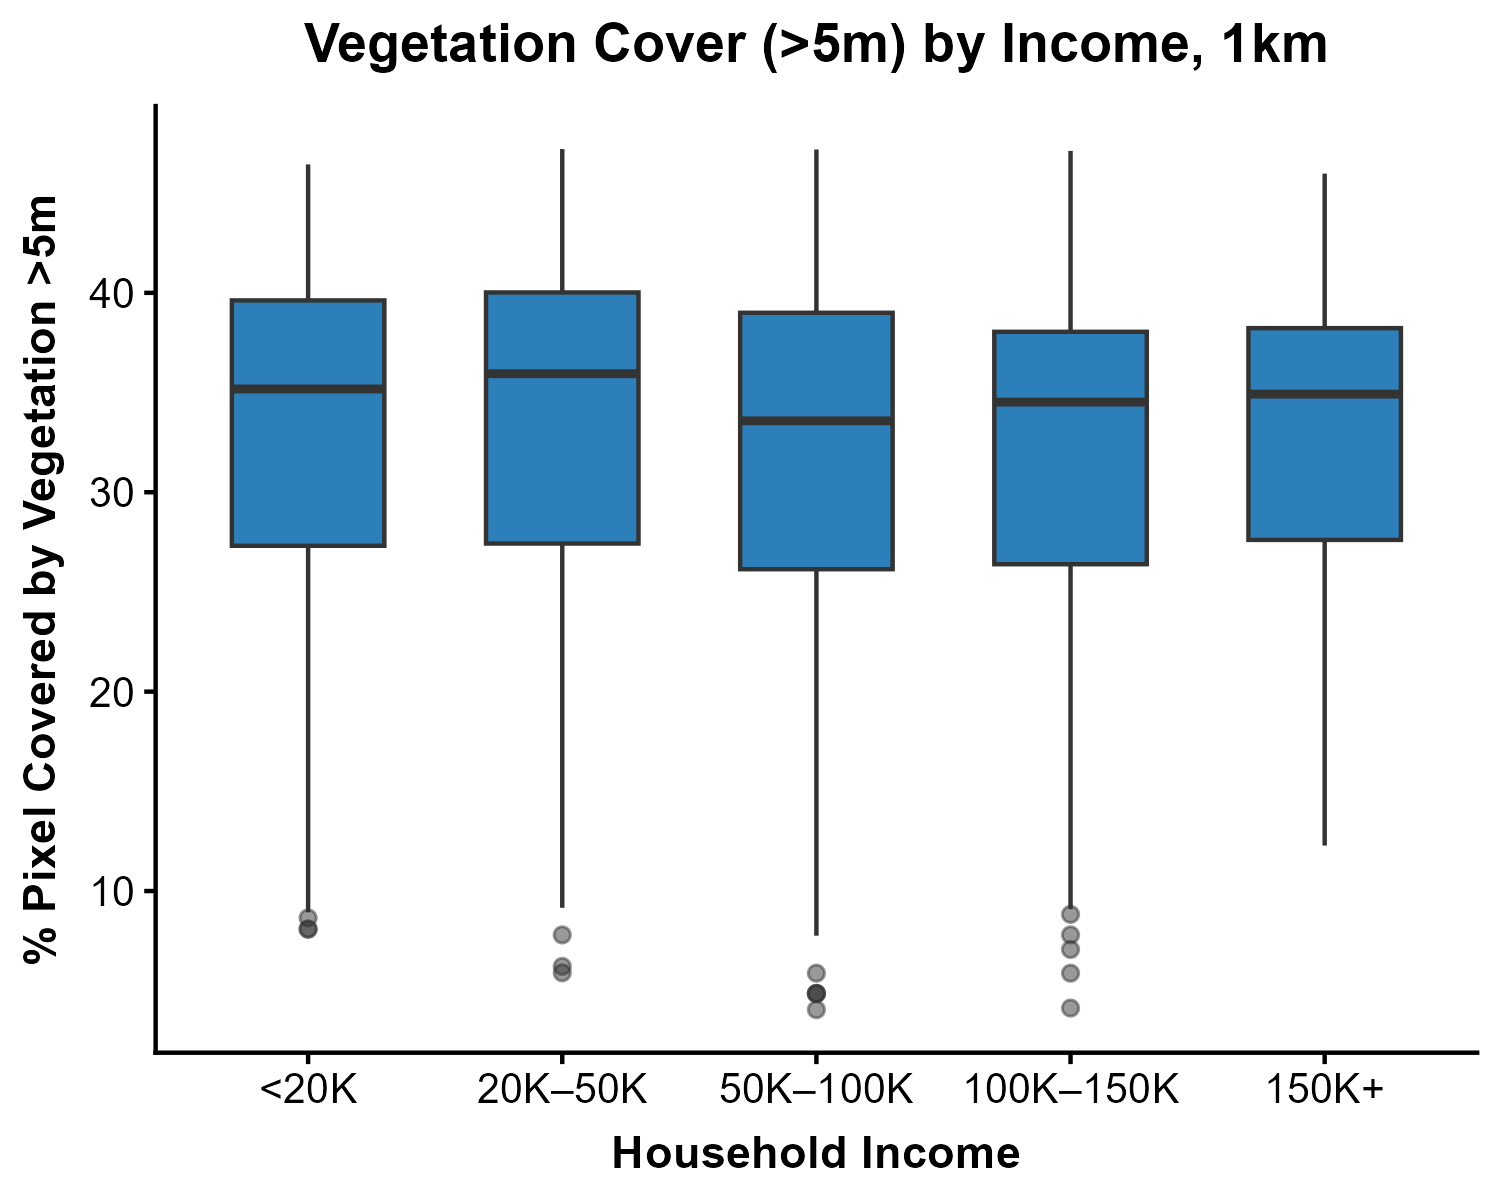 Vegetation Cover (>5m) by Income, 1km
% Pixel Covered by Vegetation >5m
40
30
20
10
<20K
20K–50K
50K–100K
100K–150K
150K+
Household Income